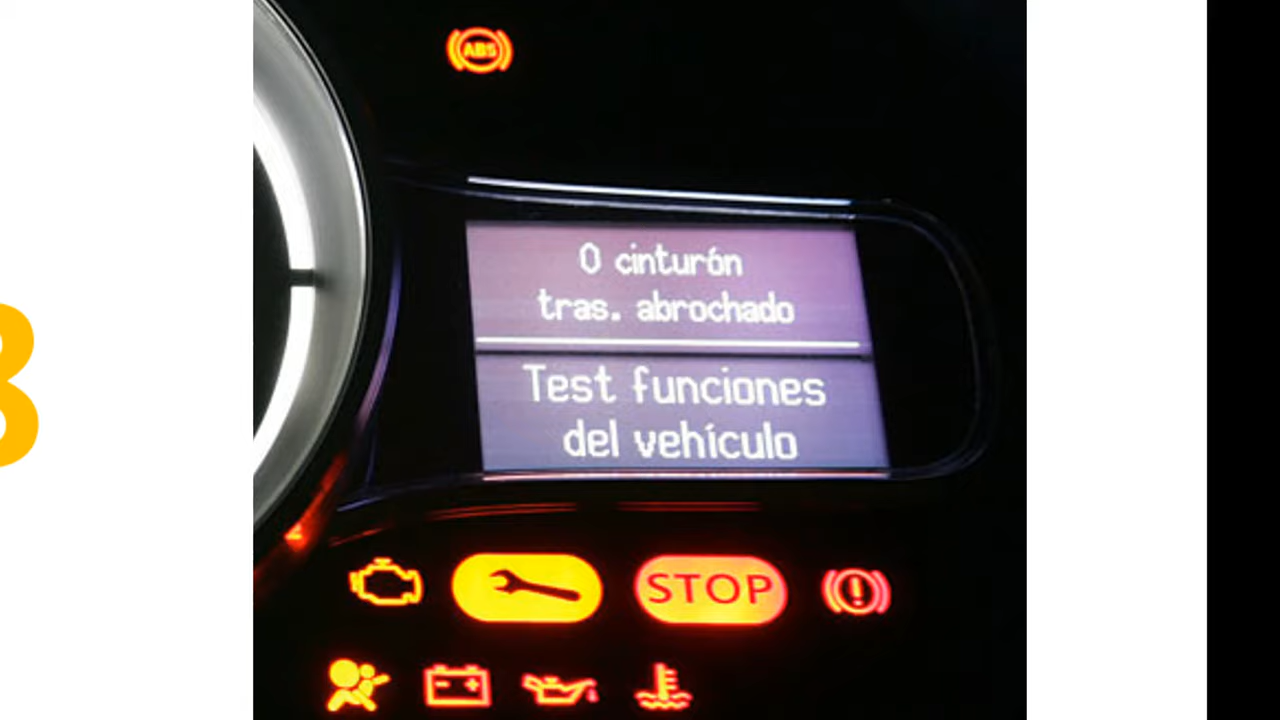 ABS
0 cinturón
tras. abrochado
Test funciones
del vehículo
STOP